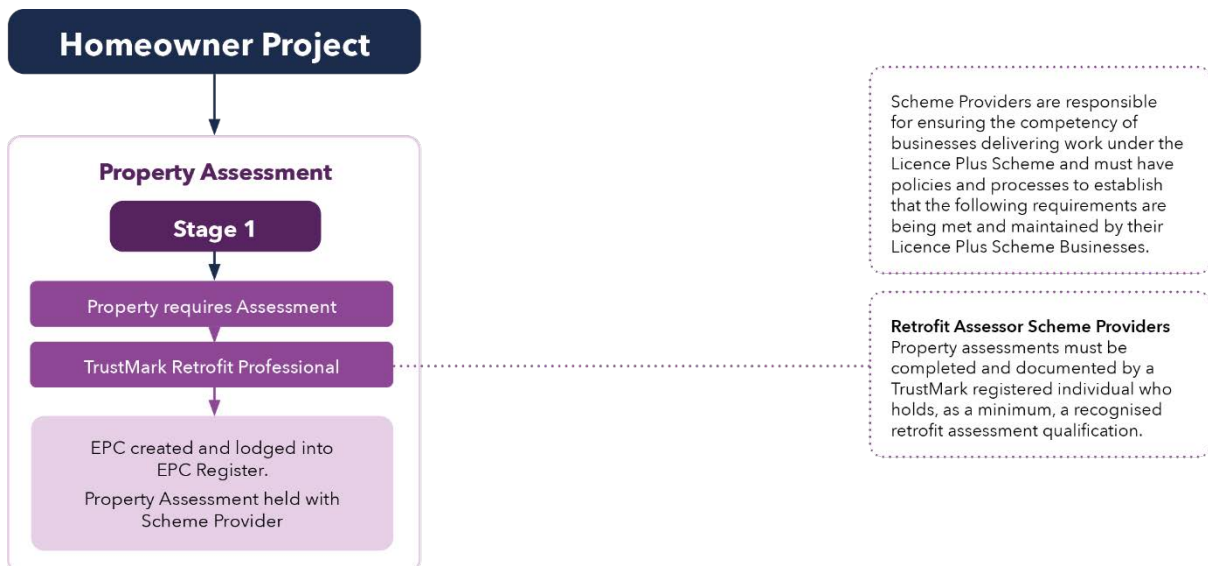 Homeowner Project
Property Assessment
Stage 1
Property requires Assessment
TrustMark Retrofit Professional
EPC created and lodged into
EPC Register.
Property Assessment held with
Scheme Provider
Scheme Providers are responsible
for ensuring the competency of
businesses delivering work under the
Licence Plus Scheme and must have
policies and processes to establish
that the following requirements are
being met and maintained by their
Licence Plus Scheme Businesses.
Retrofit Assessor Scheme Providers
Property assessments must be
completed and documented by a
TrustMark registered individual who
holds, as a minimum, a recognised
retrofit assessment qualification.